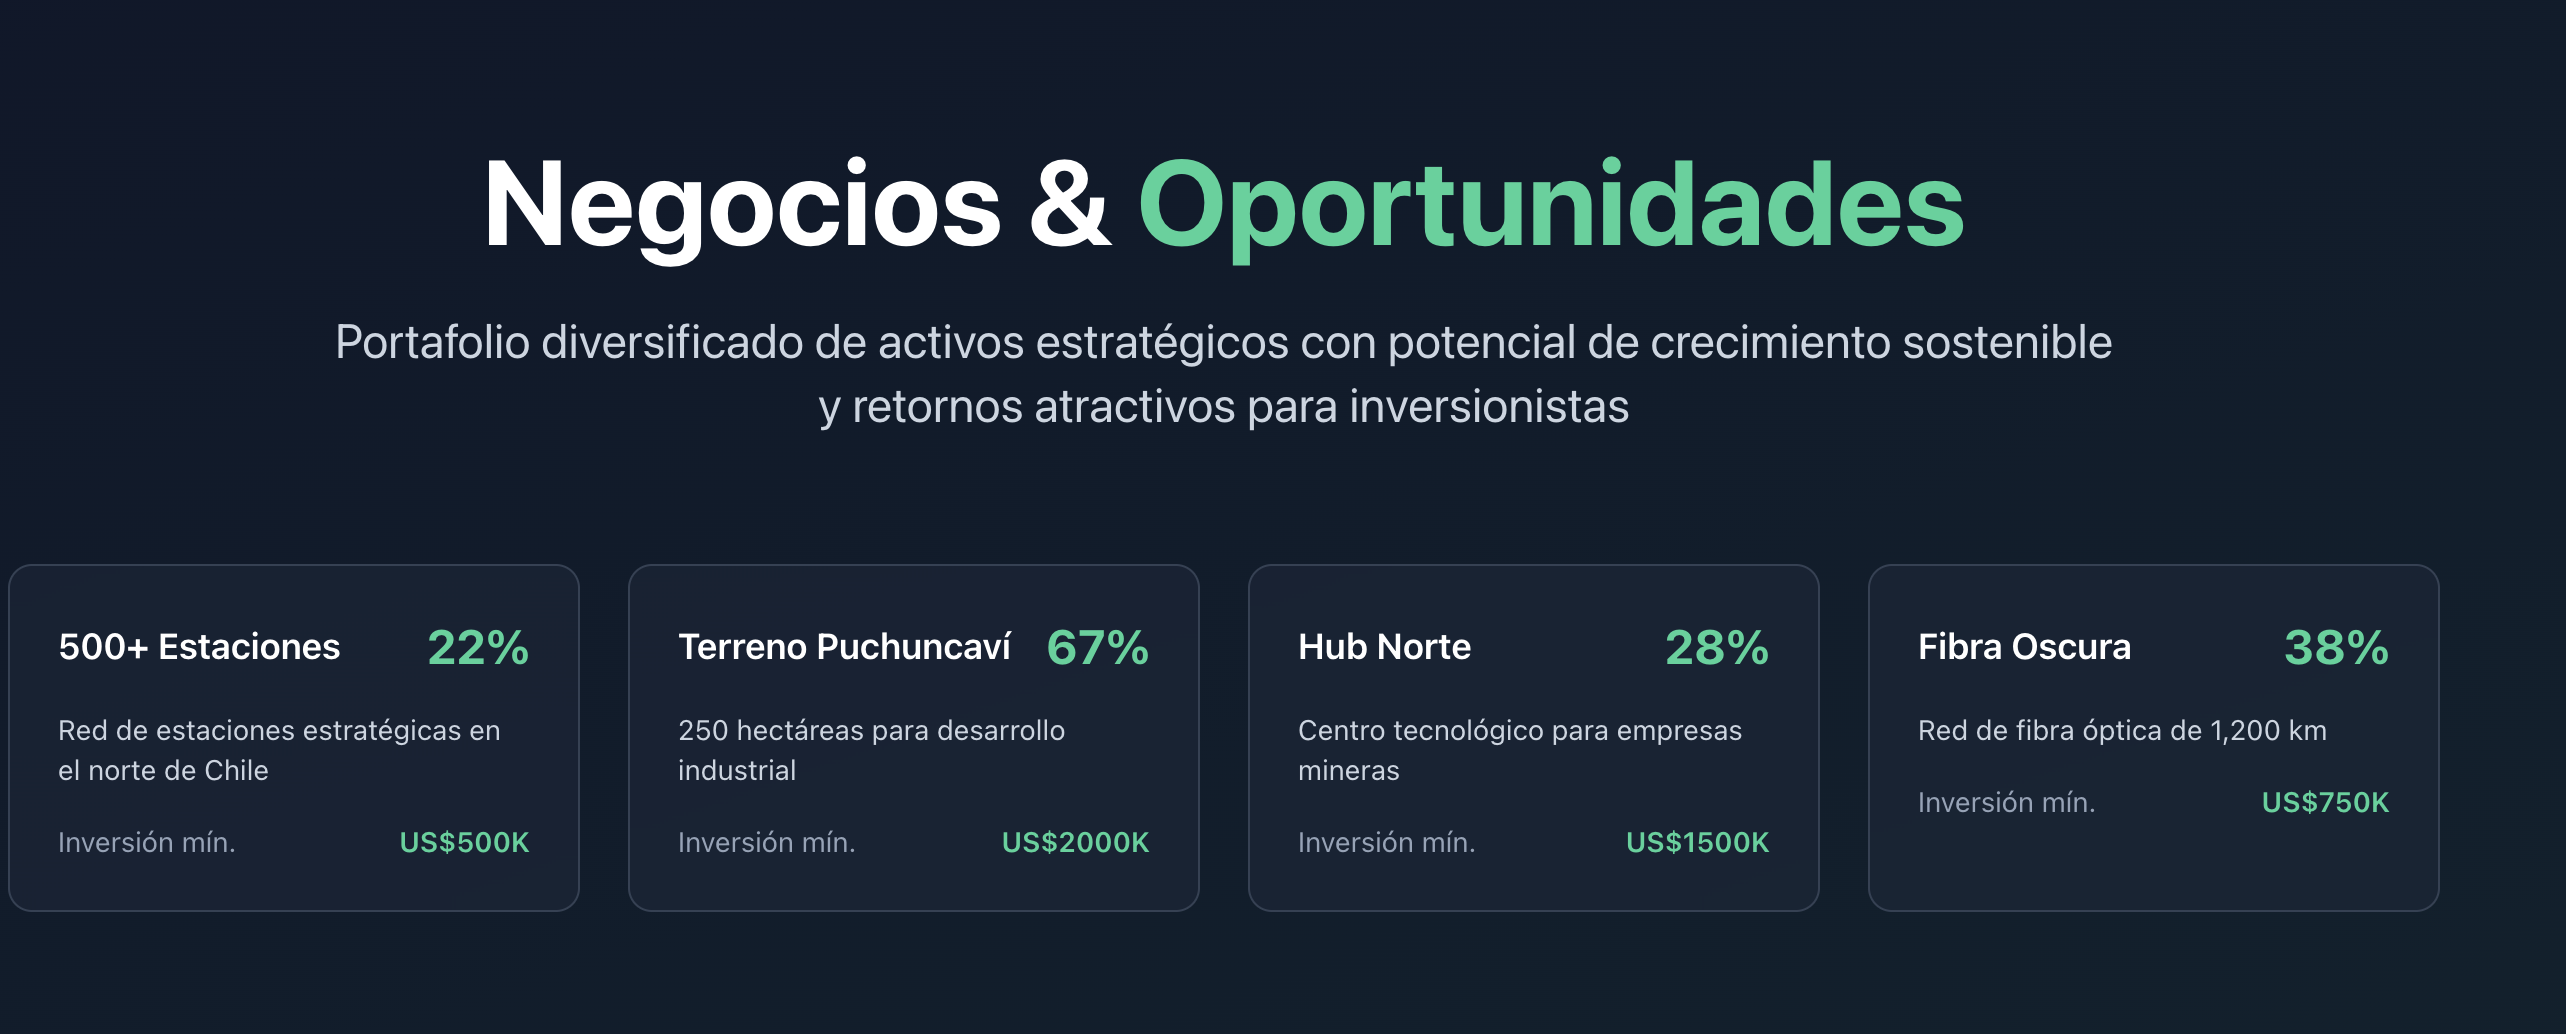 Negocios & Oportunidades
Portafolio diversificado de activos estratégicos con potencial de crecimiento sostenible
y retornos atractivos para inversionistas
500+ Estaciones 22%
Red de estaciones estratégicas en
el norte de Chile
Inversión mín. US$500K
Terreno Puchuncaví 67%
250 hectáreas para desarrollo
industrial
Inversión mín. US$2000K
Hub Norte 28%
Centro tecnológico para empresas
mineras
Inversión mín. US$1500K
Fibra Oscura 38%
Red de fibra óptica de 1,200 km
Inversión mín. US$750K